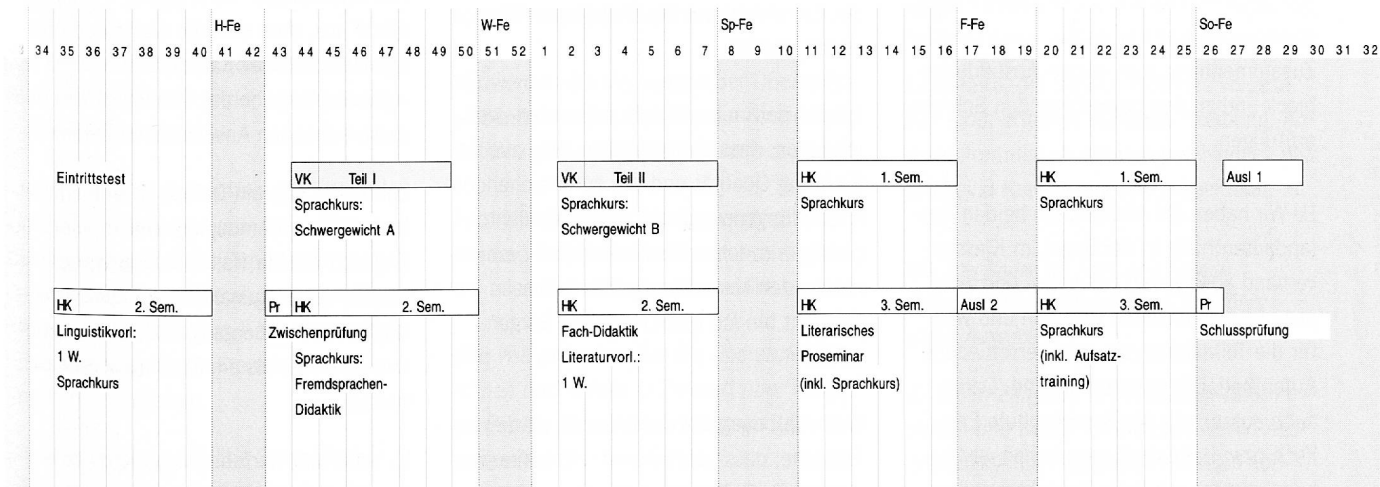 H-Fe W-Fe Sp-Fe F-Fe So-Fe
34 35 36 37 38 39 40 41 42 43 44 45 46 47 48 49 50 51 52 1 2 3 4 5 6 7 8 9 10 11 12 13 14 15 16 17 18 19 20 21 22 23 24 25 26 27 28 29 30 31 32
Eintrittstest VK Teil I VK Teil II HK 1. Sem. HK 1. Sem. Ausl 1
Sprachkurs: Sprachkurs: Sprachkurs Sprachkurs
Schwergewicht A Schwergewicht B
HK 2. Sem. Pr HK 2. Sem. HK 2. Sem. HK 3. Sem. Ausl 2 HK 3. Sem. Pr
Linguistikvorl: Zwischenprüfung Fach-Didaktik Literarisches Sprachkurs Schlussprüfung
1 W. Sprachkurs: Literaturvorl.: Proseminar (inkl. Aufsatz-
Sprachkurs Fremdsprachen- 1 W. (inkl. Sprachkurs) training)
Didaktik